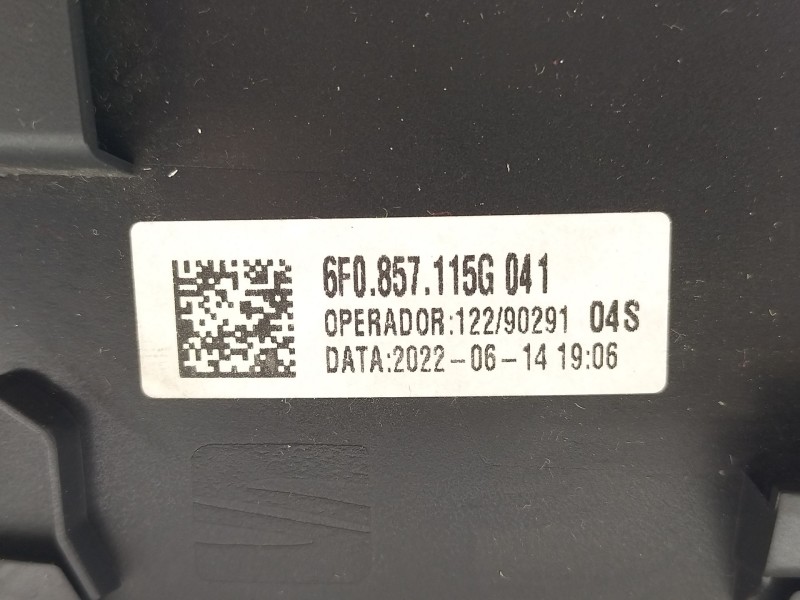 6F0.857.115G 041
OPERADOR:122/90291 04S
DATA:2022-06-14 19:06